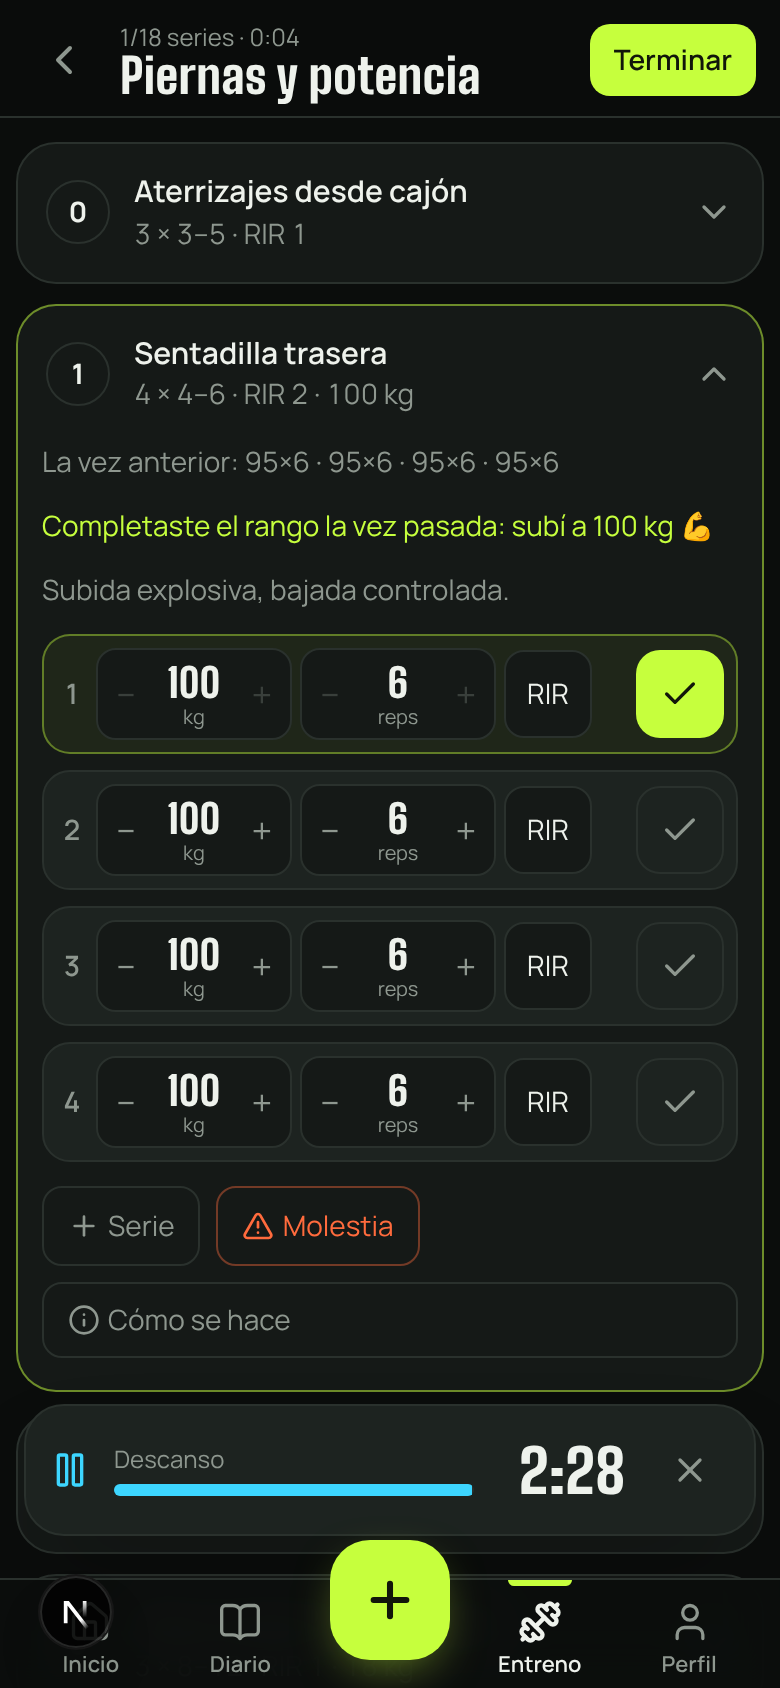 1/18 series · 0:04
Piernas y potencia
Terminar
0
Aterrizajes desde cajón
3 × 3–5 · RIR 1
1
Sentadilla trasera
4 × 4–6 · RIR 2 · 100 kg
La vez anterior: 95×6 · 95×6 · 95×6 · 95×6
Completaste el rango la vez pasada: subí a 100 kg 💪
Subida explosiva, bajada controlada.
1 − 100 + − 6 + RIR
kg reps
2 − 100 + − 6 + RIR
kg reps
3 − 100 + − 6 + RIR
kg reps
4 − 100 + − 6 + RIR
kg reps
+ Serie
Molestia
Cómo se hace
Descanso
2:28
N
Inicio
Diario
+
Entreno
Perfil